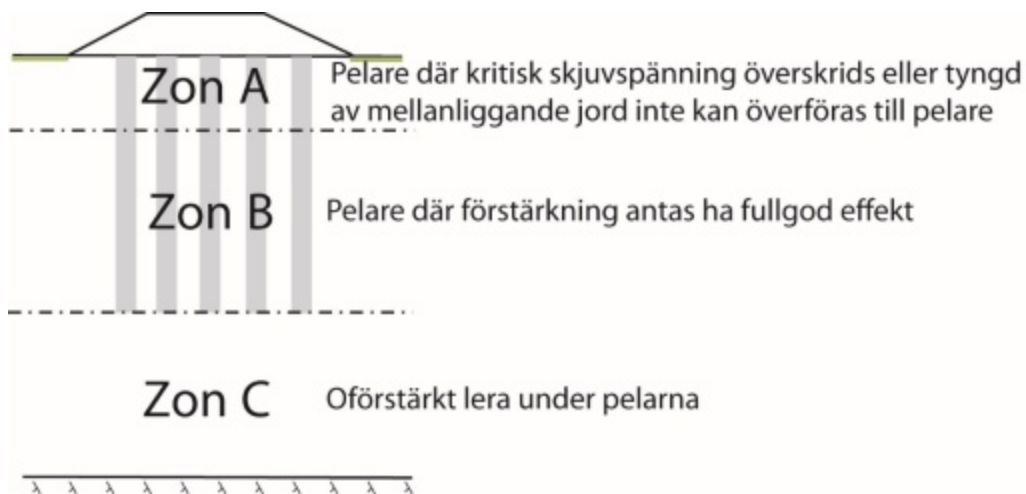 Zon A
Pelare där kritisk skjuvspänning överskrids eller tyngd
av mellanliggande jord inte kan överföras till pelare
Zon B
Pelare där förstärkning antas ha fullgod effekt
Zon C
Oförstärkt lera under pelarna